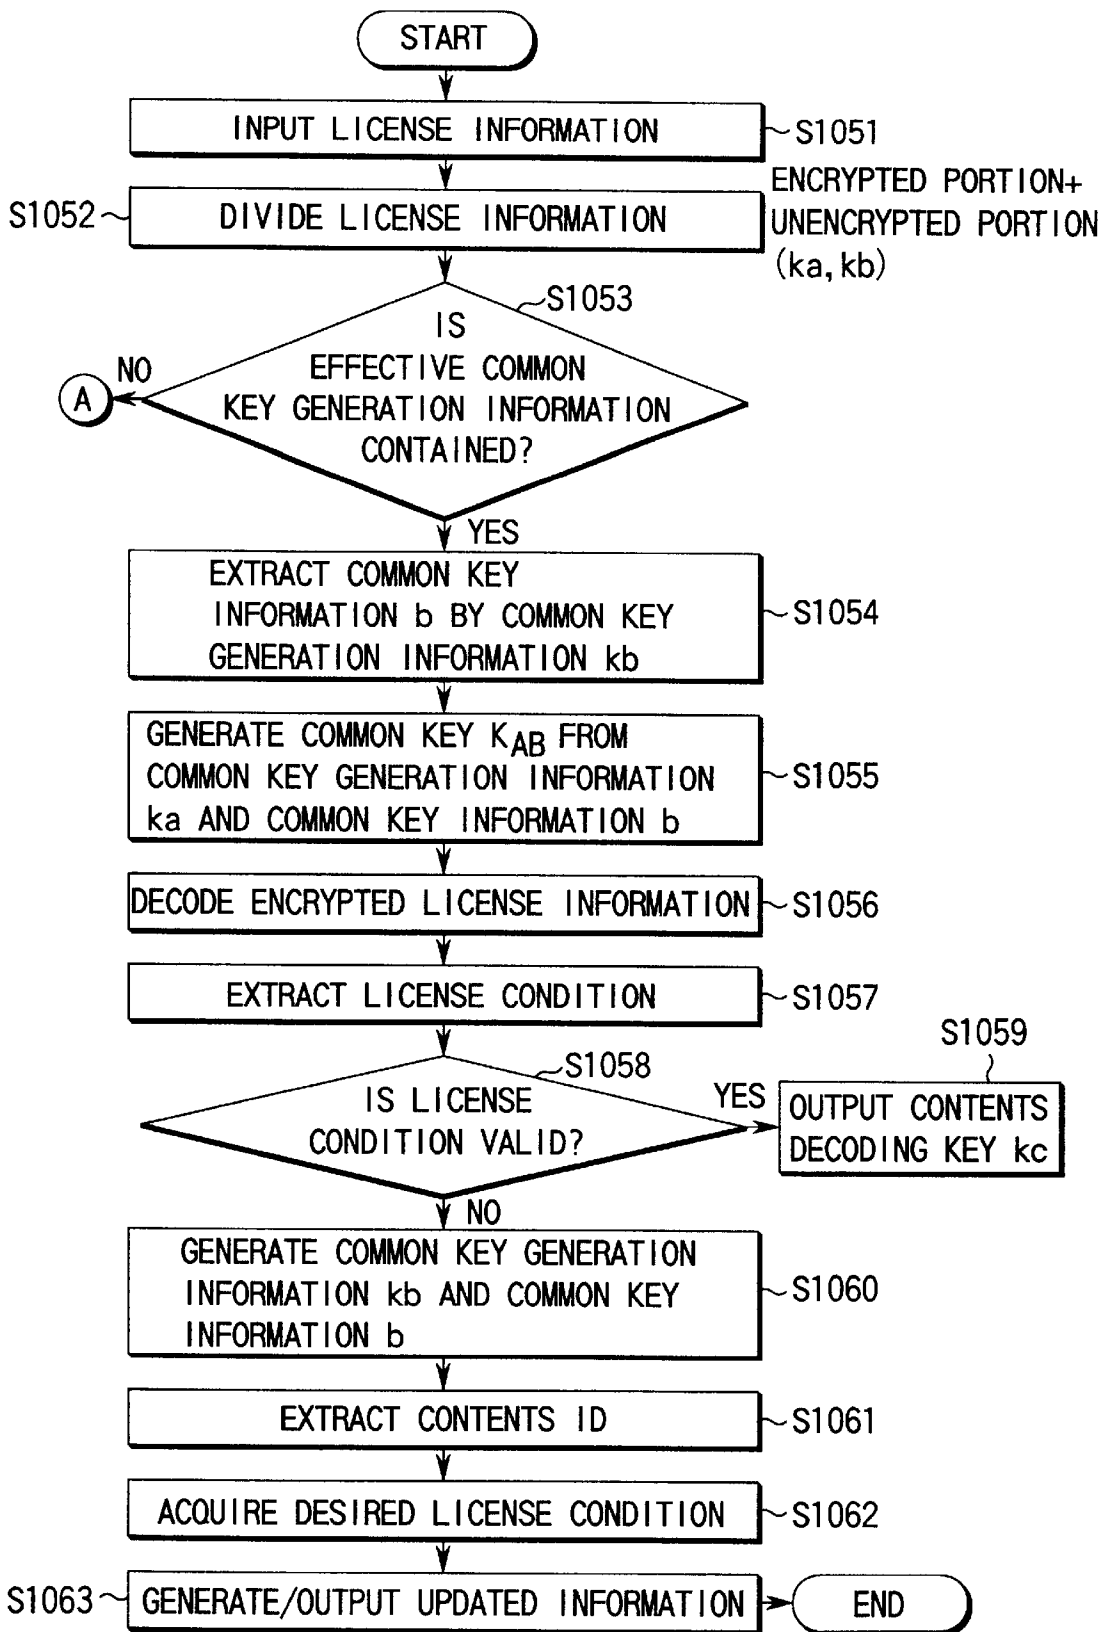 START
INPUT LICENSE INFORMATION
S1051
S1052
DIVIDE LICENSE INFORMATION
ENCRYPTED PORTION+
UNENCRYPTED PORTION
(ka, kb)
S1053
IS
EFFECTIVE COMMON
KEY GENERATION INFORMATION
CONTAINED?
NO
A
YES
EXTRACT COMMON KEY
INFORMATION b BY COMMON KEY
GENERATION INFORMATION kb
S1054
GENERATE COMMON KEY KAB FROM
COMMON KEY GENERATION INFORMATION
ka AND COMMON KEY INFORMATION b
S1055
DECODE ENCRYPTED LICENSE INFORMATION
S1056
EXTRACT LICENSE CONDITION
S1057
S1058
IS LICENSE
CONDITION VALID?
YES
S1059
OUTPUT CONTENTS
DECODING KEY kc
NO
GENERATE COMMON KEY GENERATION
INFORMATION kb AND COMMON KEY
INFORMATION b
S1060
EXTRACT CONTENTS ID
S1061
ACQUIRE DESIRED LICENSE CONDITION
S1062
S1063
GENERATE/OUTPUT UPDATED INFORMATION
END